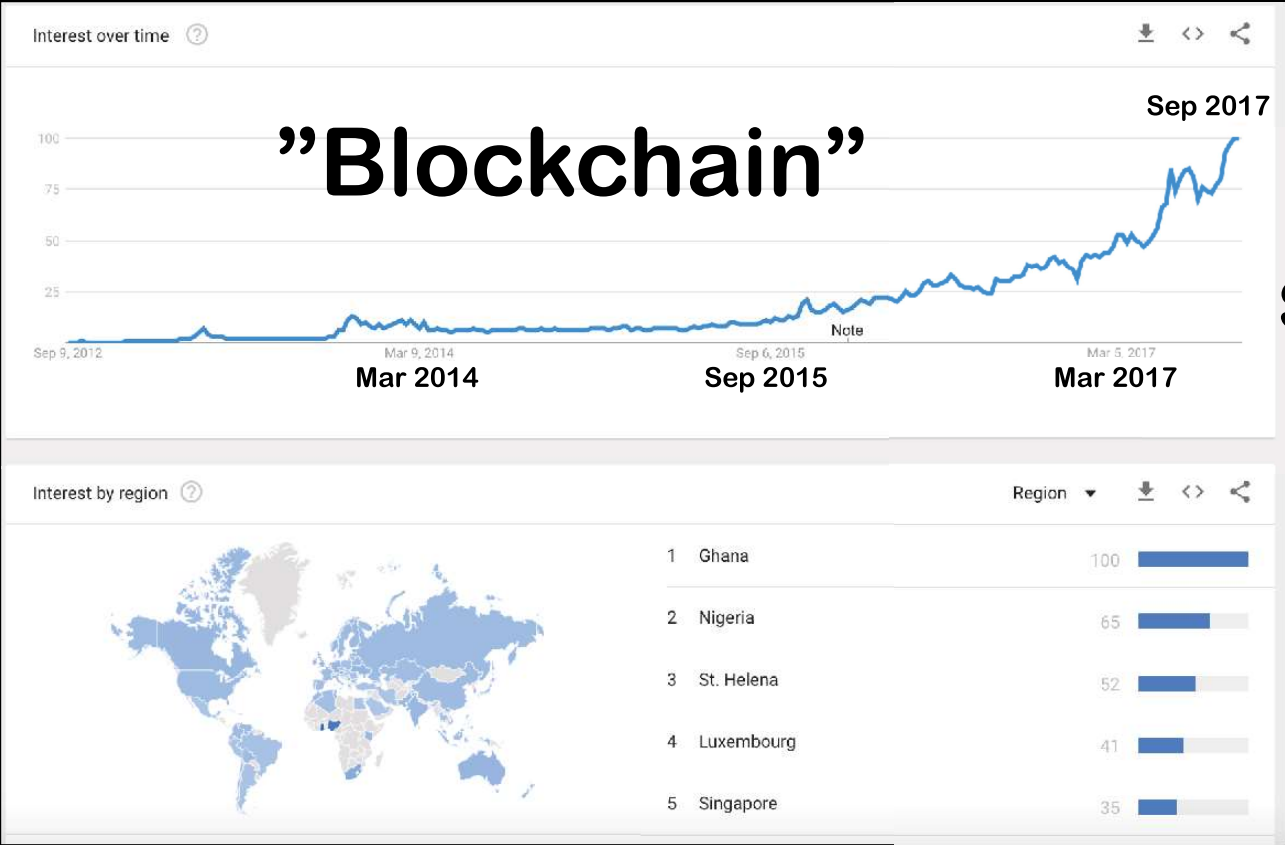 Interest over time ?
Sep 2017
”Blockchain”
100
75
50
25
Note
Sep 9, 2012 Mar 9, 2014 Sep 6, 2015 Mar 5, 2017
Mar 2014 Sep 2015 Mar 2017
Interest by region ? Region
1 Ghana 100
2 Nigeria 65
3 St. Helena 52
4 Luxembourg 41
5 Singapore 35